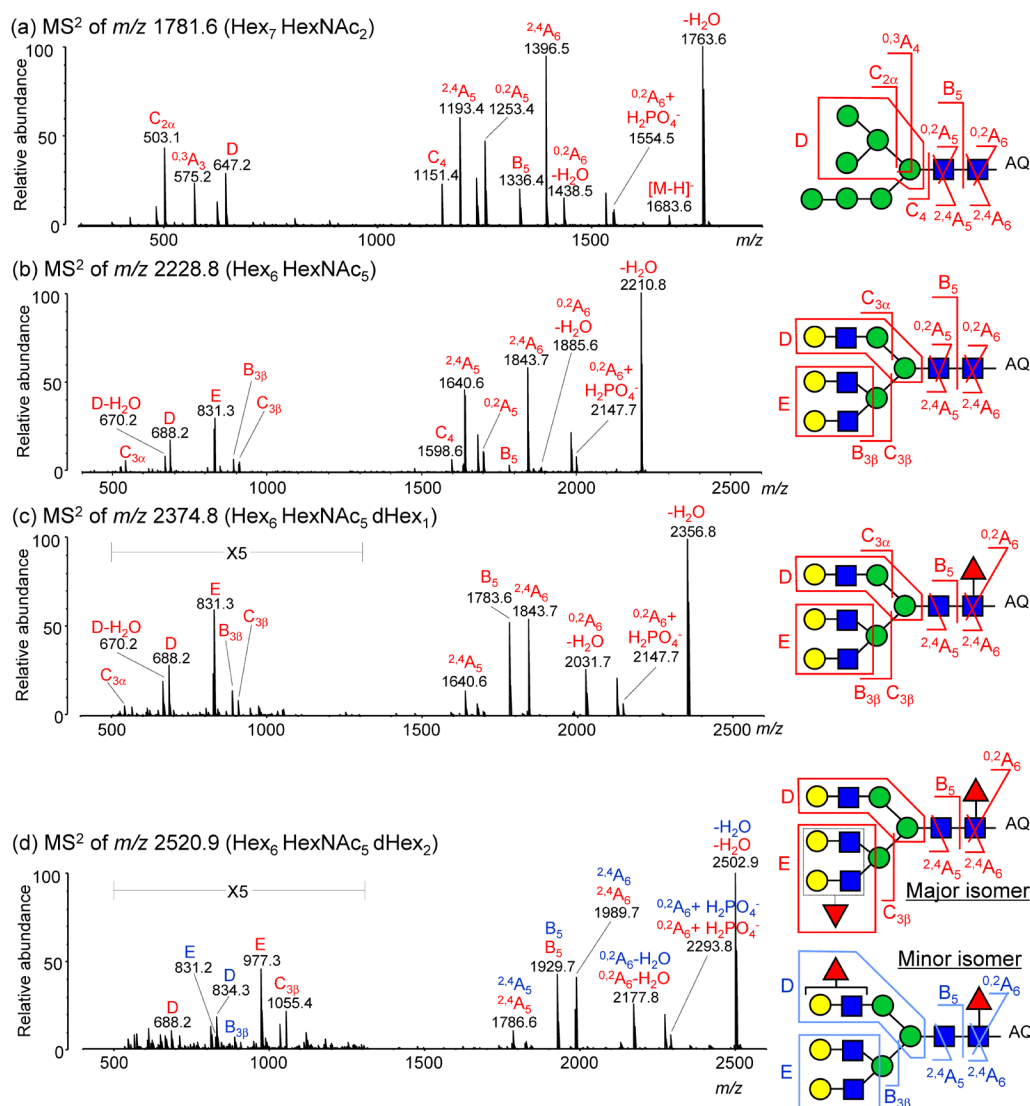 (a) MS² of m/z 1781.6 (Hex₇ HexNAc₂)
Relative abundance
100
50
0
C₂α
503.1
⁰,³A₃
575.2
D
647.2
C₄
1151.4
²,⁴A₅
1193.4
⁰,²A₅
1253.4
B₅
1336.4
²,⁴A₆
1396.5
⁰,²A₆
-H₂O
1438.5
⁰,²A₆+
H₂PO₄⁻
1554.5
[M-H]⁻
1683.6
-H₂O
1763.6
500
1000
1500
m/z
⁰,³A₄
C₂α
B₅
D
⁰,²A₅
⁰,²A₆
AQ
C₄
²,⁴A₅
²,⁴A₆
(b) MS² of m/z 2228.8 (Hex₆ HexNAc₅)
Relative abundance
100
50
0
D-H₂O
670.2
C₃α
D
688.2
E
831.3
B₃β
C₃β
C₄
1598.6
²,⁴A₅
1640.6
⁰,²A₅
B₅
²,⁴A₆
1843.7
⁰,²A₆
-H₂O
1885.6
⁰,²A₆+
H₂PO₄⁻
2147.7
-H₂O
2210.8
500
1000
1500
2000
2500
m/z
C₃α
B₅
D
⁰,²A₅
⁰,²A₆
AQ
E
²,⁴A₅
²,⁴A₆
B₃β
C₃β
(c) MS² of m/z 2374.8 (Hex₆ HexNAc₅ dHex₁)
Relative abundance
100
50
0
X5
D-H₂O
670.2
C₃α
D
688.2
E
831.3
B₃β
C₃β
²,⁴A₅
1640.6
B₅
1783.6
²,⁴A₆
1843.7
⁰,²A₆
-H₂O
2031.7
⁰,²A₆+
H₂PO₄⁻
2147.7
-H₂O
2356.8
500
1000
1500
2000
2500
m/z
C₃α
B₅
⁰,²A₆
D
AQ
E
²,⁴A₅
²,⁴A₆
B₃β
C₃β
(d) MS² of m/z 2520.9 (Hex₆ HexNAc₅ dHex₂)
Relative abundance
100
50
0
X5
D
688.2
E
831.2
D
834.3
B₃β
E
977.3
C₃β
1055.4
²,⁴A₅
²,⁴A₅
1786.6
B₅
B₅
1929.7
²,⁴A₆
²,⁴A₆
1989.7
⁰,²A₆-H₂O
⁰,²A₆-H₂O
2177.8
⁰,²A₆+ H₂PO₄⁻
⁰,²A₆+ H₂PO₄⁻
2293.8
-H₂O
-H₂O
2502.9
500
1000
1500
2000
2500
m/z
⁰,²A₆
B₅
D
AQ
E
²,⁴A₅
²,⁴A₆
C₃β
Major isomer
Minor isomer
D
B₅
⁰,²A₆
AQ
E
²,⁴A₅
²,⁴A₆
B₃β